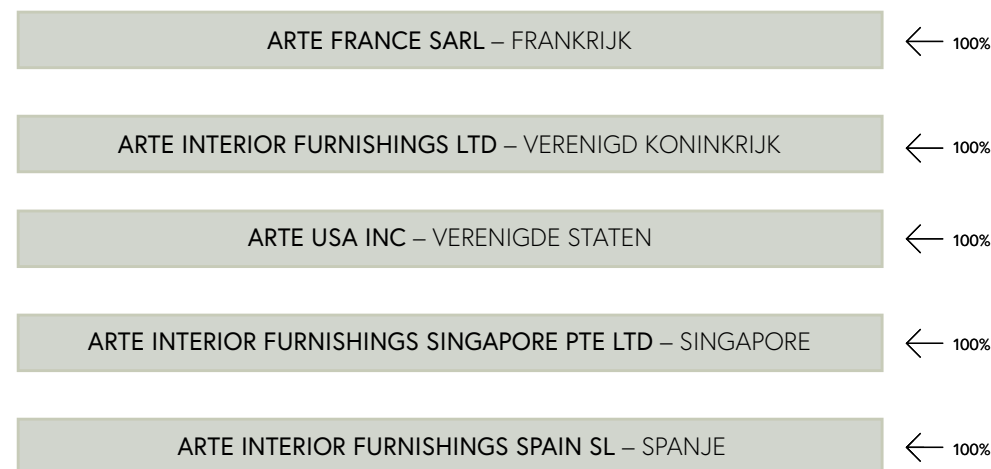 ARTE FRANCE SARL – FRANKRIJK 100%
ARTE INTERIOR FURNISHINGS LTD – VERENIGD KONINKRIJK 100%
ARTE USA INC – VERENIGDE STATEN 100%
ARTE INTERIOR FURNISHINGS SINGAPORE PTE LTD – SINGAPORE 100%
ARTE INTERIOR FURNISHINGS SPAIN SL – SPANJE 100%